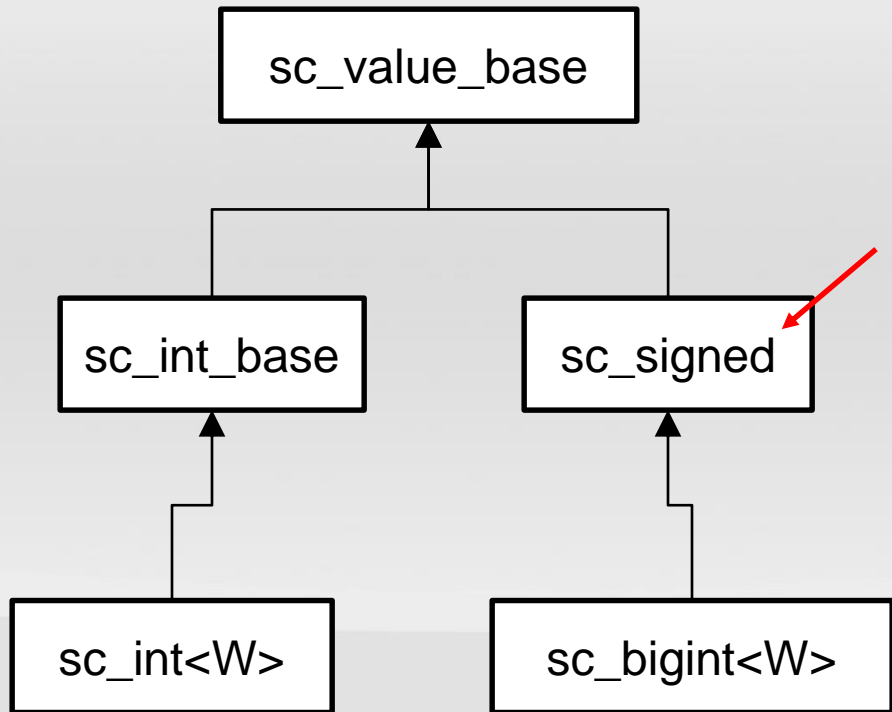 sc_value_base
sc_int_base
sc_signed
sc_int<W>
sc_bigint<W>